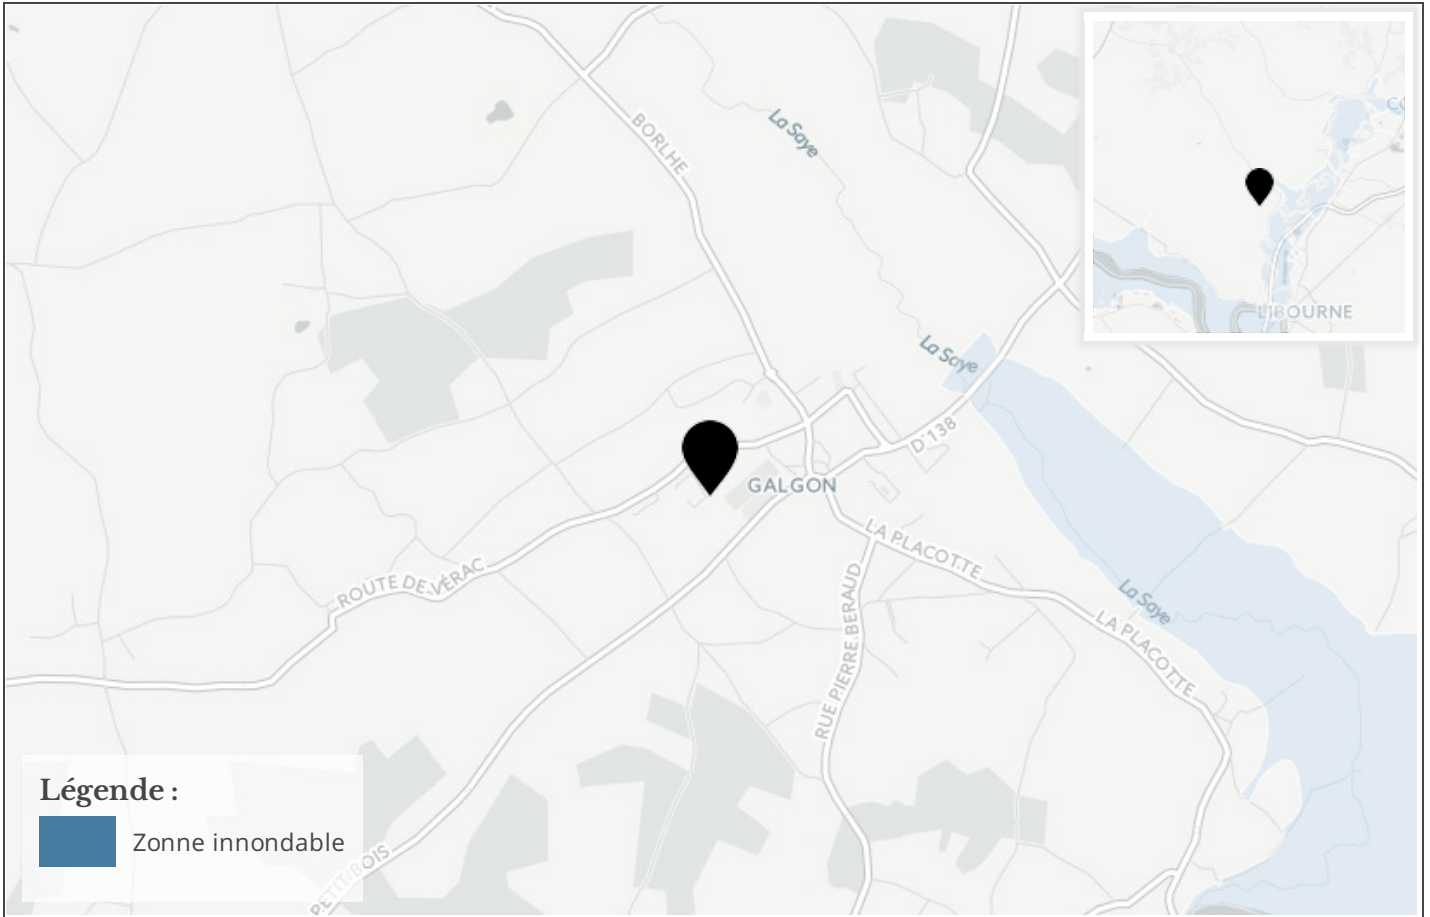 BORLHE
La Saye
CO
LIBOURNE
La Saye
D 138
GALGON
LA PLACOTTE
ROUTE DE VÉRAC
RUE PIERRE BERAUD
La Saye
LA PLACOTTE
Légende :
Zonne innondable
PETIT BOIS